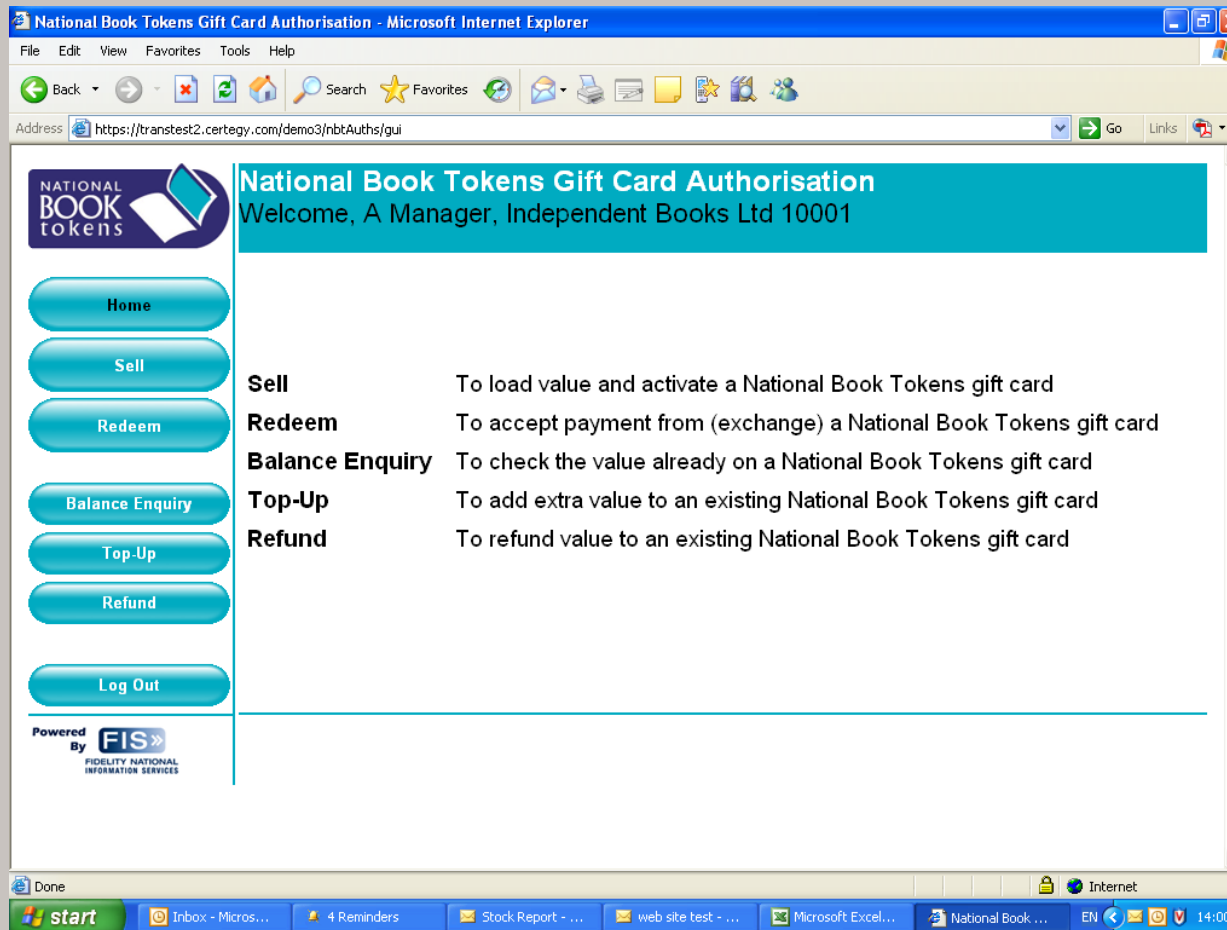 National Book Tokens Gift Card Authorisation - Microsoft Internet Explorer
File Edit View Favorites Tools Help
Back Search Favorites
Address https://transtest2.certegy.com/demo3/nbtAuths/gui Go Links
NATIONAL
BOOK
tokens
National Book Tokens Gift Card Authorisation
Welcome, A Manager, Independent Books Ltd 10001
Home
Sell
Redeem
Balance Enquiry
Top-Up
Refund
Log Out
Powered
By
FIS
FIDELITY NATIONAL
INFORMATION SERVICES
Sell To load value and activate a National Book Tokens gift card
Redeem To accept payment from (exchange) a National Book Tokens gift card
Balance Enquiry To check the value already on a National Book Tokens gift card
Top-Up To add extra value to an existing National Book Tokens gift card
Refund To refund value to an existing National Book Tokens gift card
Done Internet
start Inbox - Micros... 4 Reminders Stock Report - ... web site test - ... Microsoft Excel... National Book ... EN 14:00